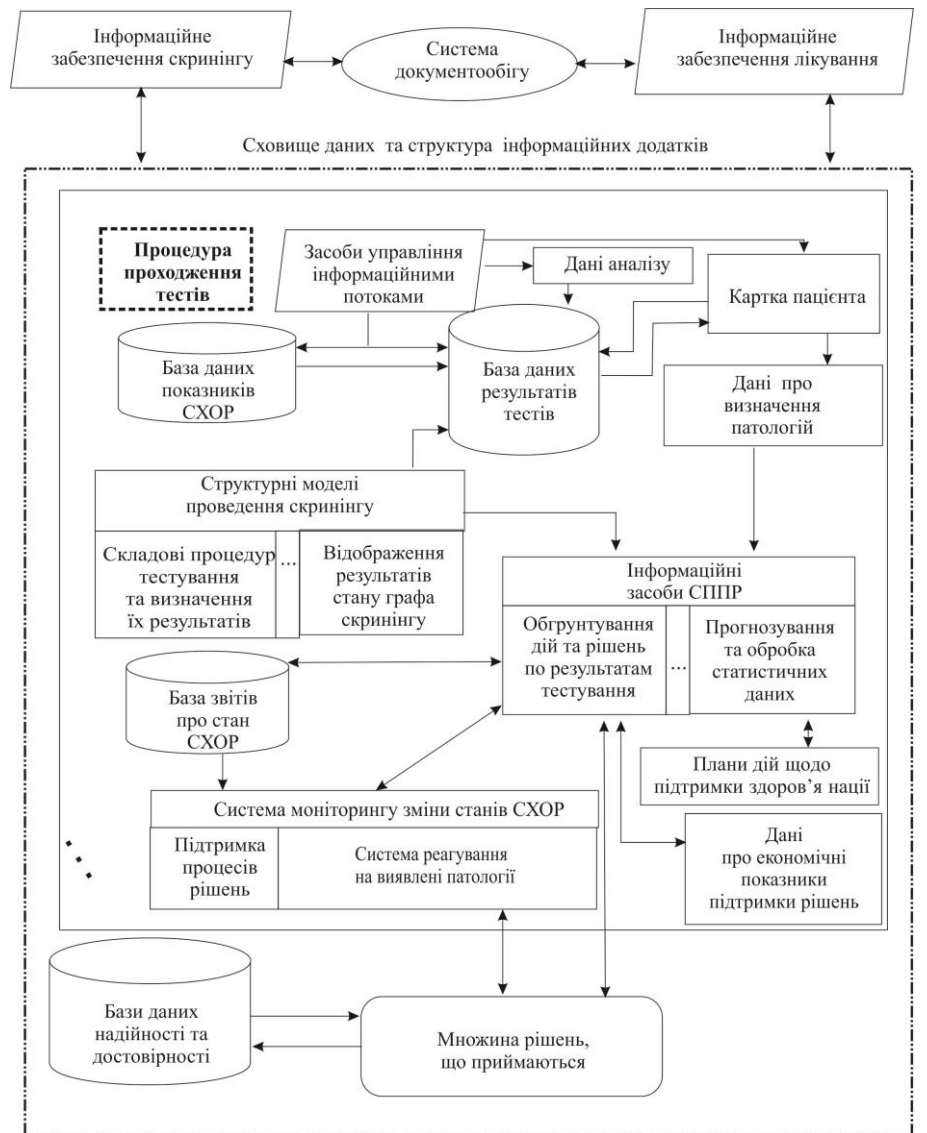 Інформаційне
забезпечення скринінгу
Система
документообігу
Інформаційне
забезпечення лікування
Сховище даних та структура інформаційних додатків
Процедура
проходження
тестів
Засоби управління
інформаційними
потоками
Дані аналізу
Картка пацієнта
База даних
показників
СХОР
База даних
результатів
тестів
Дані про
визначення
патологій
Структурні моделі
проведення скринінгу
Складові процедур
тестування
та визначення
їх результатів
...
Відображення
результатів
стану графа
скринінгу
Інформаційні
засоби СППР
Обгрунтування
дій та рішень
по результатам
тестування
...
Прогнозування
та обробка
статистичних
даних
База звітів
про стан
СХОР
Плани дій щодо
підтримки здоров’я нації
Система моніторингу зміни станів СХОР
Підтримка
процесів
рішень
Система реагування
на виявлені патології
Дані
про економічні
показники
підтримки рішень
Бази даних
надійності та
достовірності
Множина рішень,
що приймаються